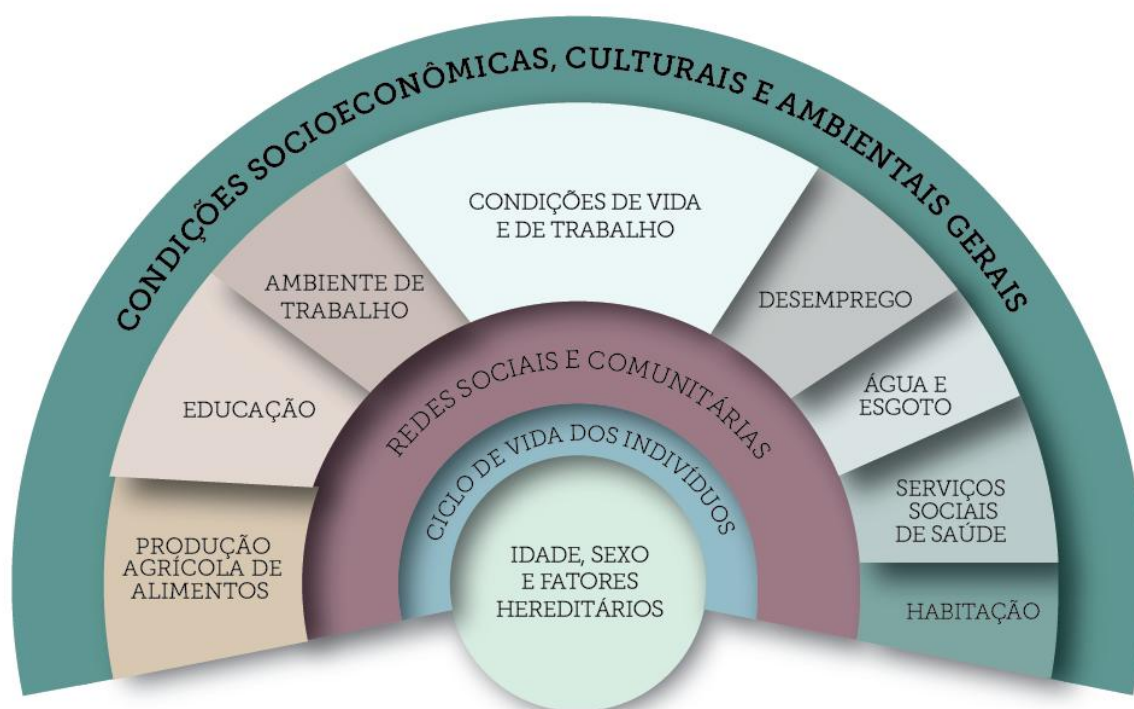 CONDIÇÕES SOCIOECONÔMICAS, CULTURAIS E AMBIENTAIS GERAIS
CONDIÇÕES DE VIDA
E DE TRABALHO
AMBIENTE DE
TRABALHO
DESEMPREGO
EDUCAÇÃO
ÁGUA E
ESGOTO
REDES SOCIAIS E COMUNITÁRIAS
CICLO DE VIDA DOS INDIVÍDUOS
SERVIÇOS
SOCIAIS
DE SAÚDE
PRODUÇÃO
AGRÍCOLA DE
ALIMENTOS
IDADE, SEXO
E FATORES
HEREDITÁRIOS
HABITAÇÃO